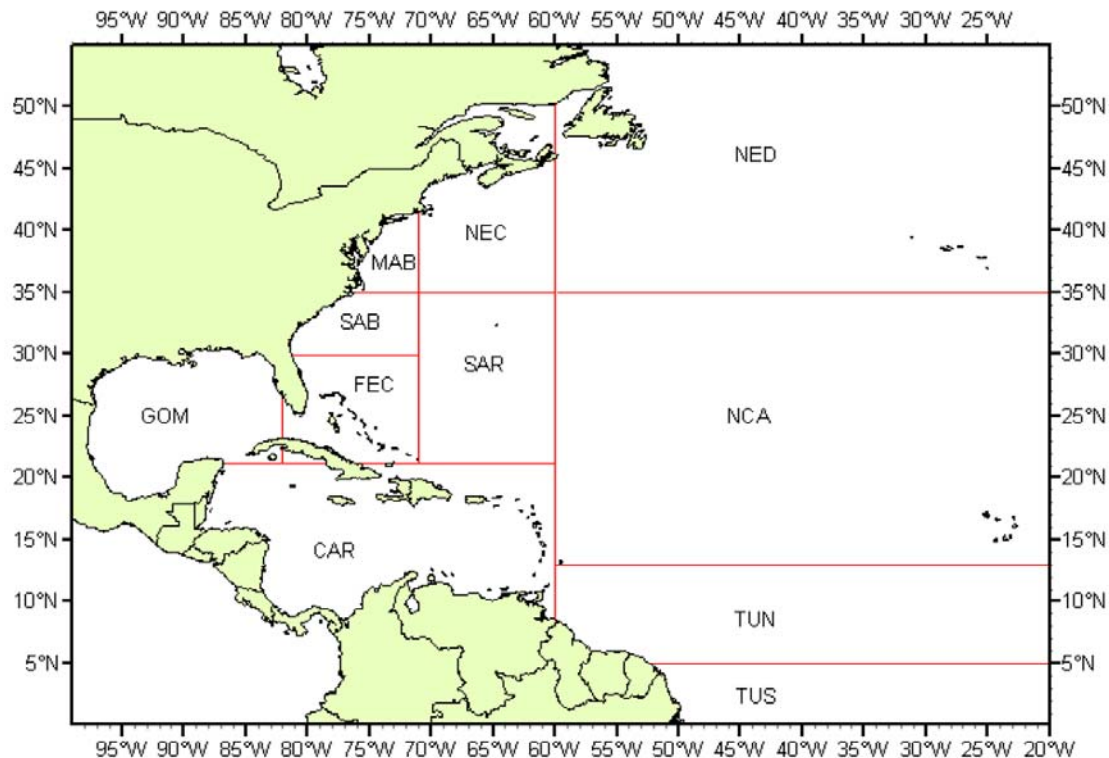 95°W 90°W 85°W 80°W 75°W 70°W 65°W 60°W 55°W 50°W 45°W 40°W 35°W 30°W 25°W
50°N 50°N
NED
45°N 45°N
40°N NEC 40°N
MAB
35°N 35°N
SAB
30°N 30°N
SAR
FEC
25°N GOM NCA 25°N
20°N 20°N
15°N 15°N
CAR
10°N 10°N
TUN
5°N 5°N
TUS
95°W 90°W 85°W 80°W 75°W 70°W 65°W 60°W 55°W 50°W 45°W 40°W 35°W 30°W 25°W 20°W